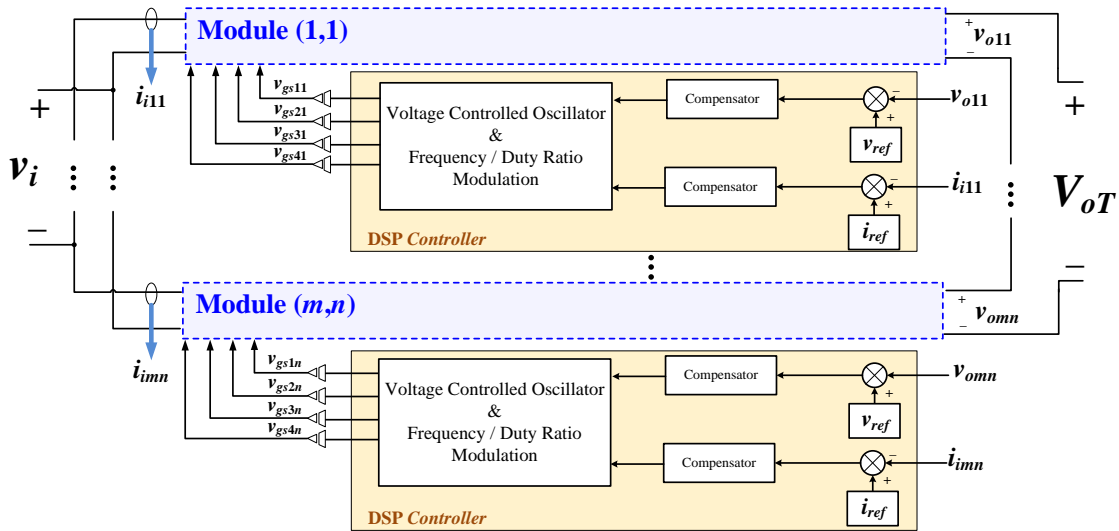 Module (1,1)
+
v_o11
−
i_i11
v_gs11
v_gs21
v_gs31
v_gs41
Voltage Controlled Oscillator
&
Frequency / Duty Ratio
Modulation
Compensator
−
+
v_o11
v_ref
Compensator
−
+
i_i11
i_ref
DSP Controller
+
v_i
−
+
V_oT
−
Module (m,n)
+
v_omn
−
i_imn
v_gs1n
v_gs2n
v_gs3n
v_gs4n
Voltage Controlled Oscillator
&
Frequency / Duty Ratio
Modulation
Compensator
−
+
v_omn
v_ref
Compensator
−
+
i_imn
i_ref
DSP Controller